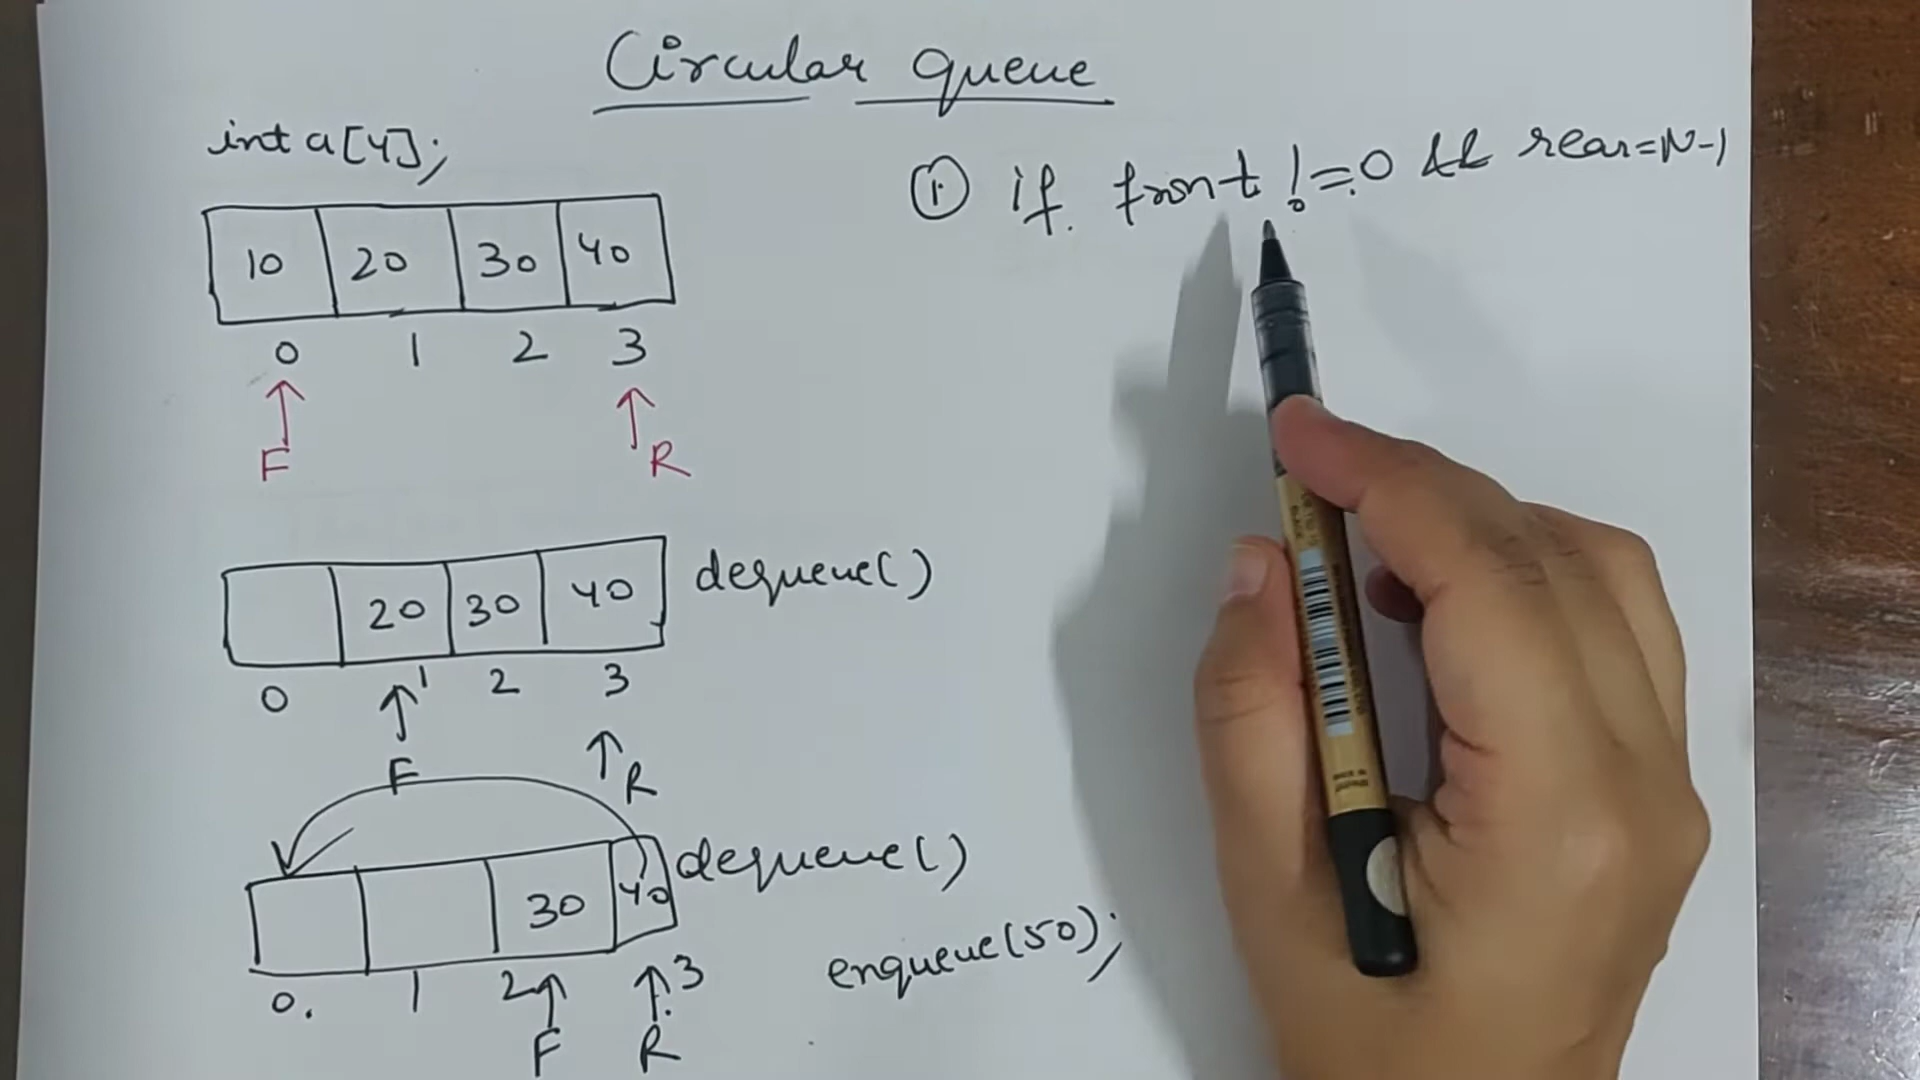 Circular queue
int a[4];
① if front != 0 && rear=N-1
10 20 30 40
0 1 2 3
F R
20 30 40 dequeue()
0 1 2 3
F R
30 40 dequeue()
enqueue(50);
0. 1 2 3
F R